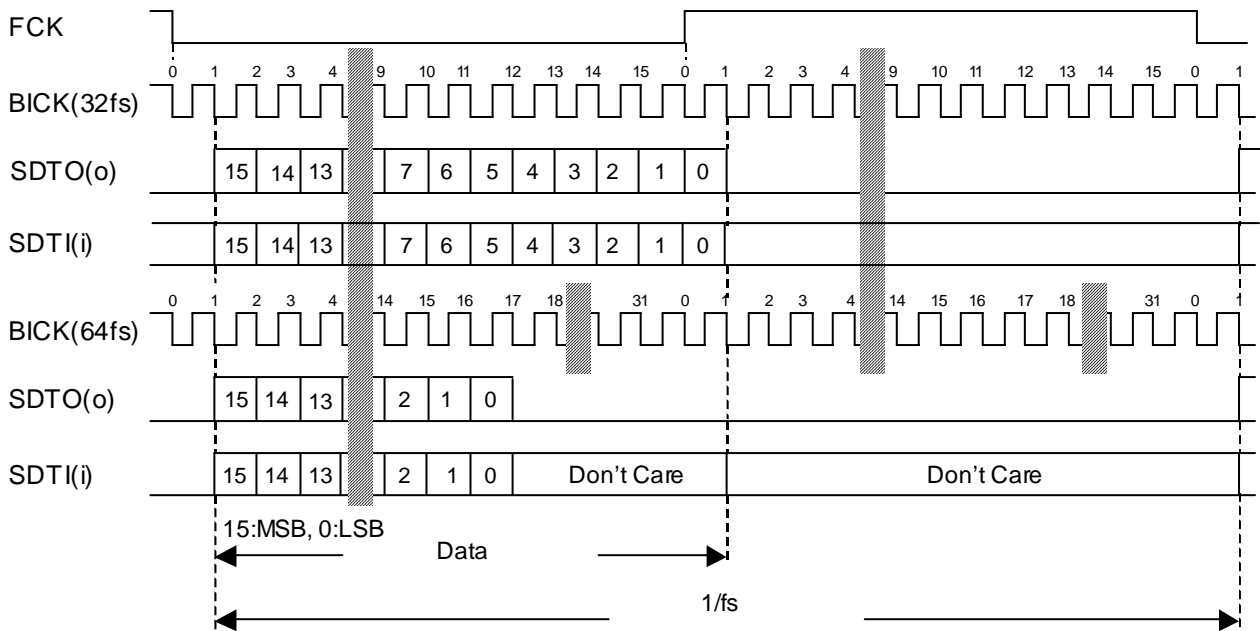 FCK
0 1 2 3 4 9 10 11 12 13 14 15 0 1 2 3 4 9 10 11 12 13 14 15 0 1
BICK(32fs)
SDTO(o) 15 14 13 7 6 5 4 3 2 1 0
SDTI(i) 15 14 13 7 6 5 4 3 2 1 0
0 1 2 3 4 14 15 16 17 18 31 0 1 2 3 4 14 15 16 17 18 31 0 1
BICK(64fs)
SDTO(o) 15 14 13 2 1 0
SDTI(i) 15 14 13 2 1 0 Don't Care Don't Care
15:MSB, 0:LSB
Data
1/fs